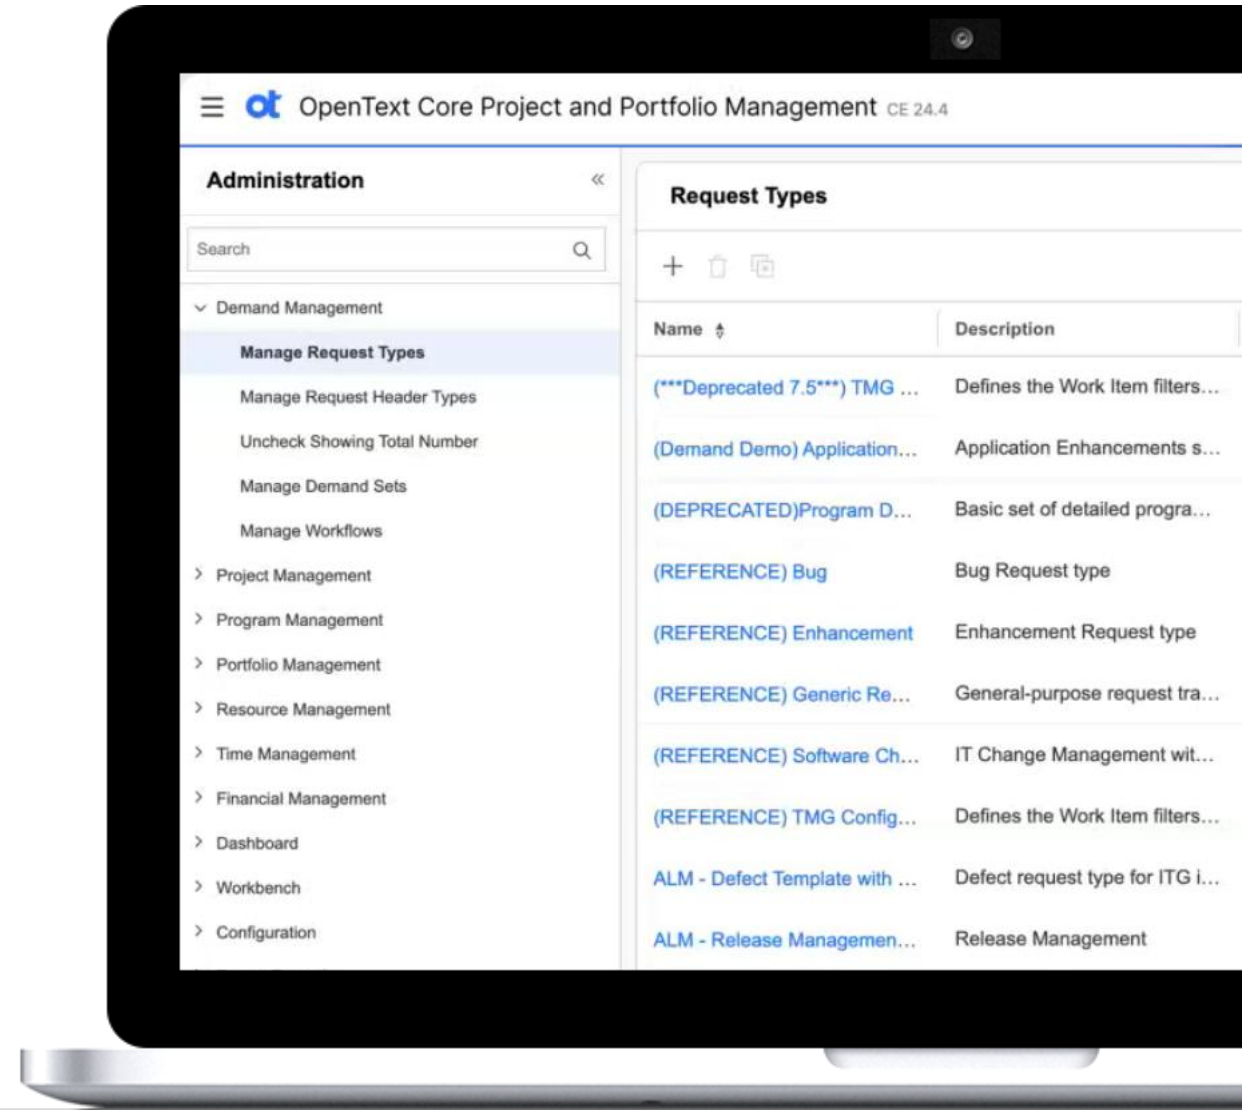 ot OpenText Core Project and Portfolio Management CE 24.4
Administration
Search
Demand Management
Manage Request Types
Manage Request Header Types
Uncheck Showing Total Number
Manage Demand Sets
Manage Workflows
Project Management
Program Management
Portfolio Management
Resource Management
Time Management
Financial Management
Dashboard
Workbench
Configuration
Request Types
Name Description
(***Deprecated 7.5***) TMG ... Defines the Work Item filters...
(Demand Demo) Application... Application Enhancements s...
(DEPRECATED)Program D... Basic set of detailed progra...
(REFERENCE) Bug Bug Request type
(REFERENCE) Enhancement Enhancement Request type
(REFERENCE) Generic Re... General-purpose request tra...
(REFERENCE) Software Ch... IT Change Management wit...
(REFERENCE) TMG Config... Defines the Work Item filters...
ALM - Defect Template with ... Defect request type for ITG i...
ALM - Release Managemen... Release Management